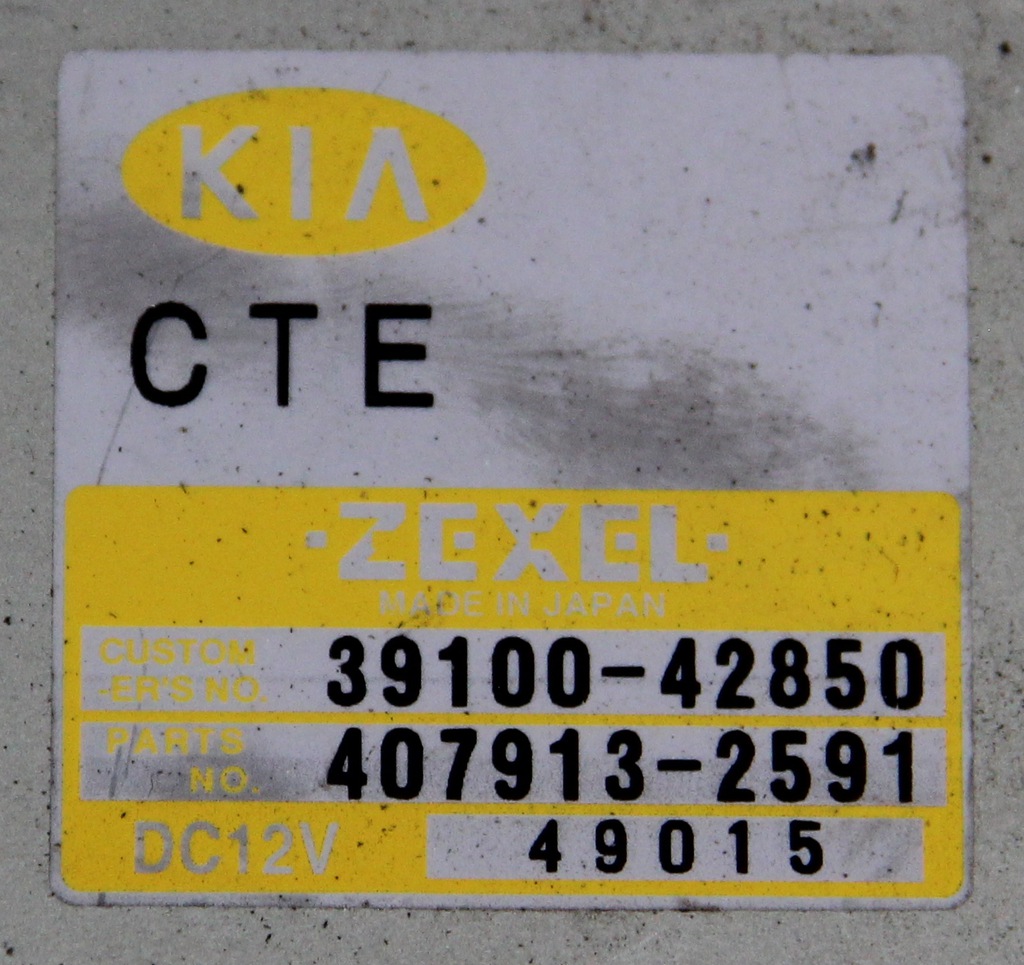 KIA
CTE
·ZEXEL·
MADE IN JAPAN
CUSTOM
-ER'S NO. 39100-42850
PARTS
NO. 407913-2591
DC12V 49015